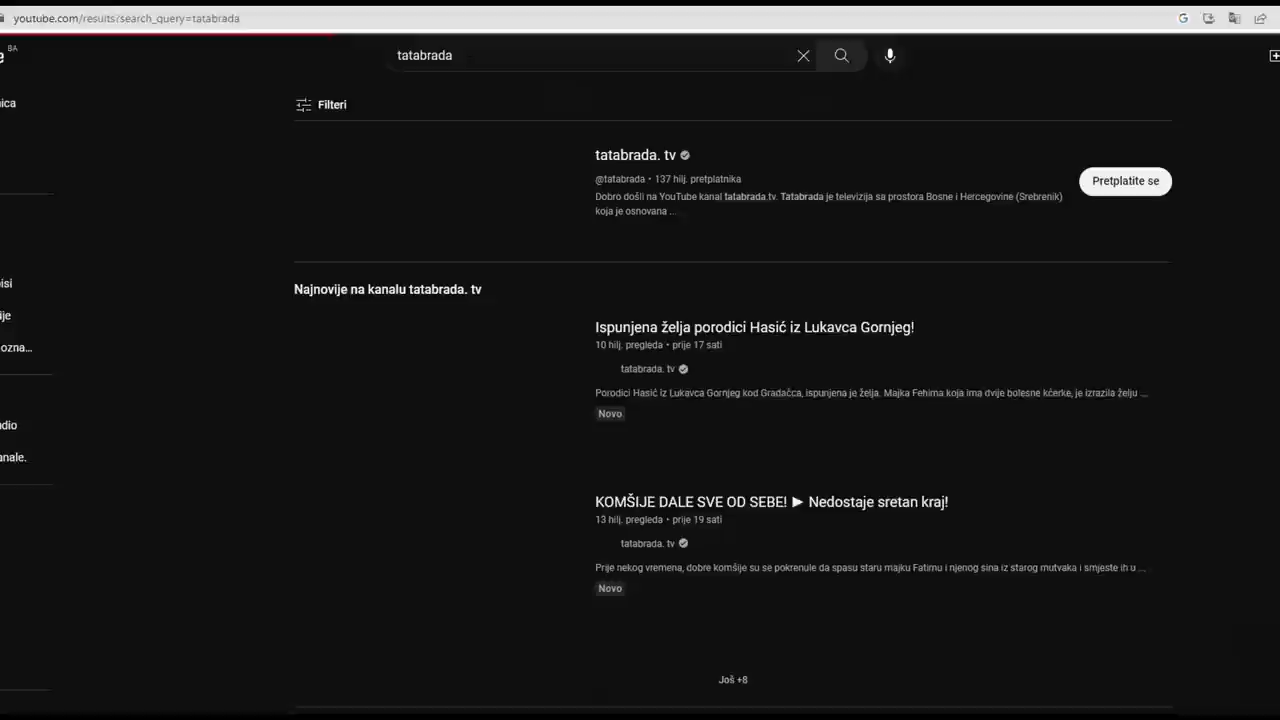 youtube.com/results?search_query=tatabrada
BA
e
tatabrada
ica
Filteri
tatabrada. tv
@tatabrada • 137 hilj. pretplatnika
Pretplatite se
Dobro došli na YouTube kanal tatabrada.tv. Tatabrada je televizija sa prostora Bosne i Hercegovine (Srebrenik)
koja je osnovana ...
isi
Najnovije na kanalu tatabrada. tv
ije
Ispunjena želja porodici Hasić iz Lukavca Gornjeg!
10 hilj. pregleda • prije 17 sati
ozna...
tatabrada. tv
Porodici Hasić iz Lukavca Gornjeg kod Gradačca, ispunjena je želja. Majka Fehima koja ima dvije bolesne kćerke, je izrazila želju ...
Novo
dio
anale.
KOMŠIJE DALE SVE OD SEBE! ► Nedostaje sretan kraj!
13 hilj. pregleda • prije 19 sati
tatabrada. tv
Prije nekog vremena, dobre komšije su se pokrenule da spasu staru majku Fatimu i njenog sina iz starog mutvaka i smjeste ih u ...
Novo
Još +8